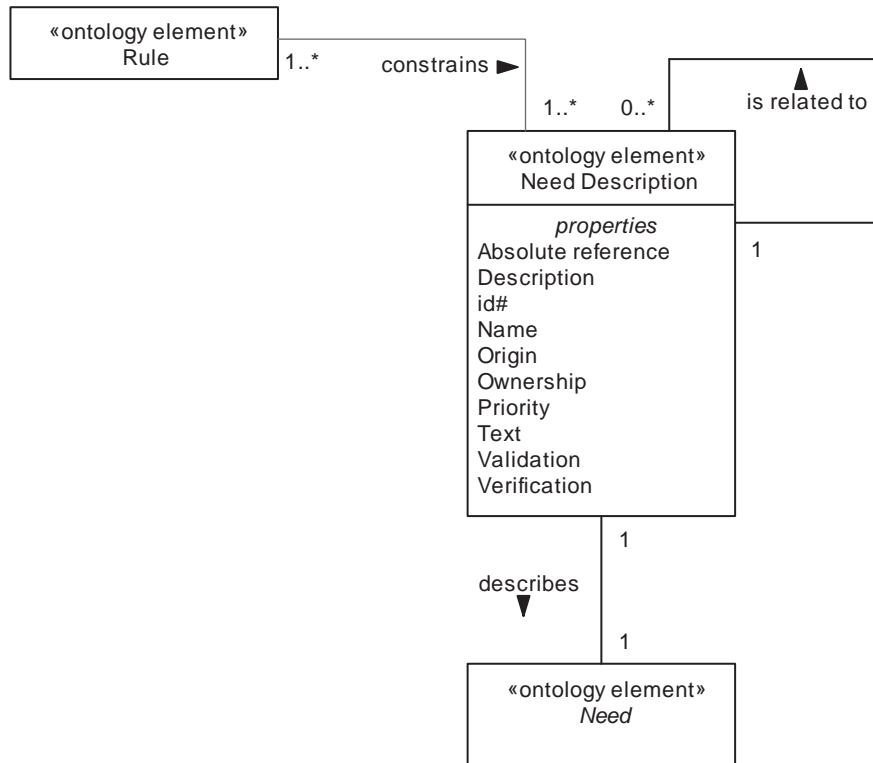 «ontology element»
Rule
1..*
constrains
1..*
0..*
is related to
«ontology element»
Need Description
properties
Absolute reference
Description
id#
Name
Origin
Ownership
Priority
Text
Validation
Verification
1
1
describes
1
«ontology element»
Need